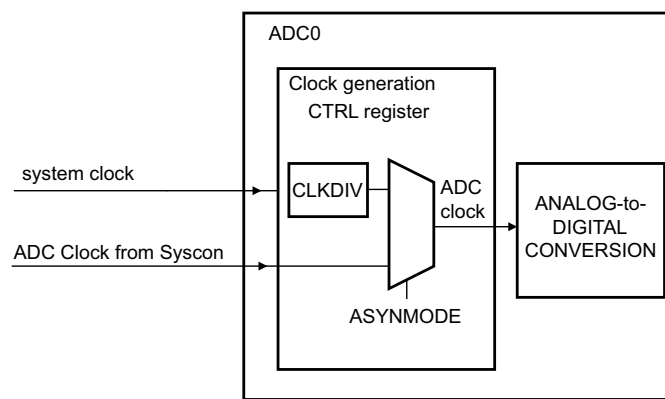 ADC0
Clock generation
CTRL register
system clock
CLKDIV
ADC
clock
ANALOG-to-
DIGITAL
CONVERSION
ADC Clock from Syscon
ASYNMODE